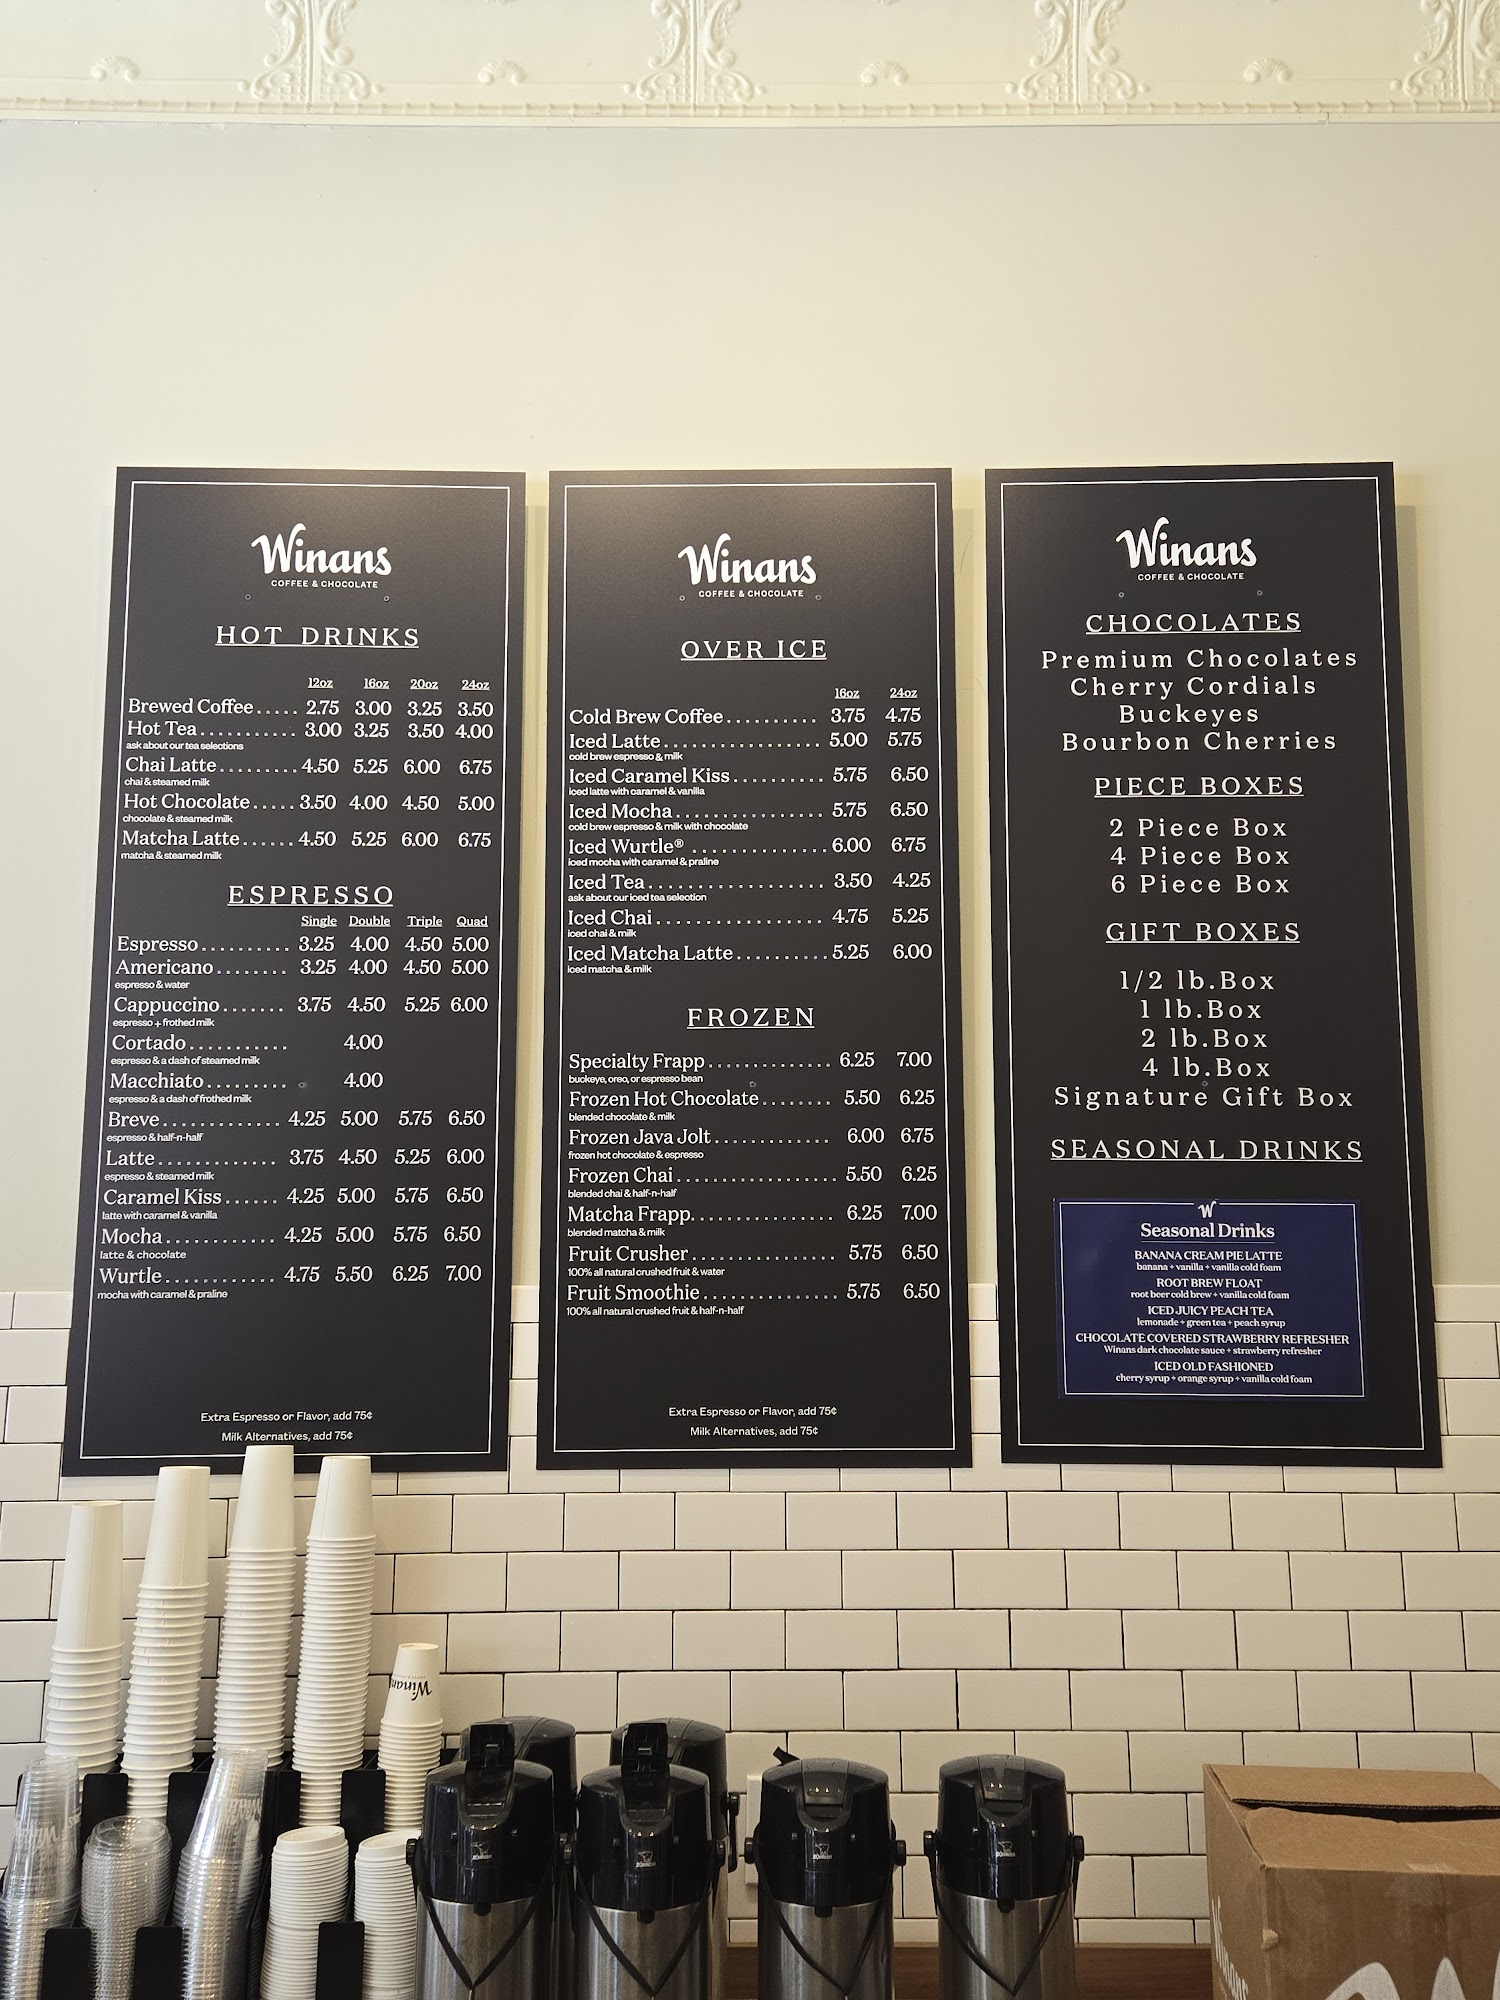 Winans
COFFEE & CHOCOLATE
HOT DRINKS
12oz 16oz 20oz 24oz
Brewed Coffee..... 2.75 3.00 3.25 3.50
Hot Tea........... 3.00 3.25 3.50 4.00
ask about our tea selections
Chai Latte......... 4.50 5.25 6.00 6.75
chai & steamed milk
Hot Chocolate..... 3.50 4.00 4.50 5.00
chocolate & steamed milk
Matcha Latte...... 4.50 5.25 6.00 6.75
matcha & steamed milk
ESPRESSO
Single Double Triple Quad
Espresso.......... 3.25 4.00 4.50 5.00
Americano........ 3.25 4.00 4.50 5.00
espresso & water
Cappuccino....... 3.75 4.50 5.25 6.00
espresso + frothed milk
Cortado........... 4.00
espresso & a dash of steamed milk
Macchiato......... 4.00
espresso & a dash of frothed milk
Breve............. 4.25 5.00 5.75 6.50
espresso & half-n-half
Latte............. 3.75 4.50 5.25 6.00
espresso & steamed milk
Caramel Kiss...... 4.25 5.00 5.75 6.50
latte with caramel & vanilla
Mocha............. 4.25 5.00 5.75 6.50
latte & chocolate
Wurtle............. 4.75 5.50 6.25 7.00
mocha with caramel & praline
Extra Espresso or Flavor, add 75¢
Milk Alternatives, add 75¢
Winans
COFFEE & CHOCOLATE
OVER ICE
16oz 24oz
Cold Brew Coffee.......... 3.75 4.75
Iced Latte................. 5.00 5.75
cold brew espresso & milk
Iced Caramel Kiss.......... 5.75 6.50
iced latte with caramel & vanilla
Iced Mocha................ 5.75 6.50
cold brew espresso & milk with chocolate
Iced Wurtle® .............. 6.00 6.75
iced mocha with caramel & praline
Iced Tea................... 3.50 4.25
ask about our iced tea selection
Iced Chai.................. 4.75 5.25
iced chai & milk
Iced Matcha Latte.......... 5.25 6.00
iced matcha & milk
FROZEN
Specialty Frapp............. 6.25 7.00
buckeye, oreo, or espresso bean
Frozen Hot Chocolate........ 5.50 6.25
blended chocolate & milk
Frozen Java Jolt............. 6.00 6.75
frozen hot chocolate & espresso
Frozen Chai................. 5.50 6.25
blended chai & half-n-half
Matcha Frapp............... 6.25 7.00
blended matcha & milk
Fruit Crusher................ 5.75 6.50
100% all natural crushed fruit & water
Fruit Smoothie............... 5.75 6.50
100% all natural crushed fruit & half-n-half
Extra Espresso or Flavor, add 75¢
Milk Alternatives, add 75¢
Winans
COFFEE & CHOCOLATE
CHOCOLATES
Premium Chocolates
Cherry Cordials
Buckeyes
Bourbon Cherries
PIECE BOXES
2 Piece Box
4 Piece Box
6 Piece Box
GIFT BOXES
1/2 lb.Box
1 lb.Box
2 lb.Box
4 lb.Box
Signature Gift Box
SEASONAL DRINKS
W
Seasonal Drinks
BANANA CREAM PIE LATTE
banana + vanilla + vanilla cold foam
ROOT BREW FLOAT
root beer cold brew + vanilla cold foam
ICED JUICY PEACH TEA
lemonade + green tea + peach syrup
CHOCOLATE COVERED STRAWBERRY REFRESHER
Winans dark chocolate sauce + strawberry refresher
ICED OLD FASHIONED
cherry syrup + orange syrup + vanilla cold foam
Winans